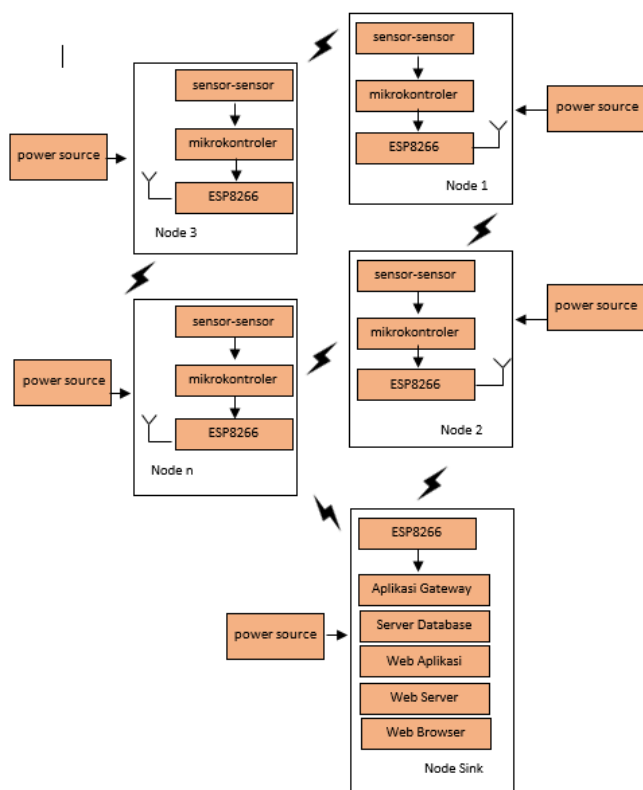 sensor-sensor
mikrokontroler
ESP8266
Node 1
power source
sensor-sensor
mikrokontroler
ESP8266
Node 3
power source
sensor-sensor
mikrokontroler
ESP8266
Node 2
power source
sensor-sensor
mikrokontroler
ESP8266
Node n
power source
ESP8266
Aplikasi Gateway
Server Database
Web Aplikasi
Web Server
Web Browser
Node Sink
power source